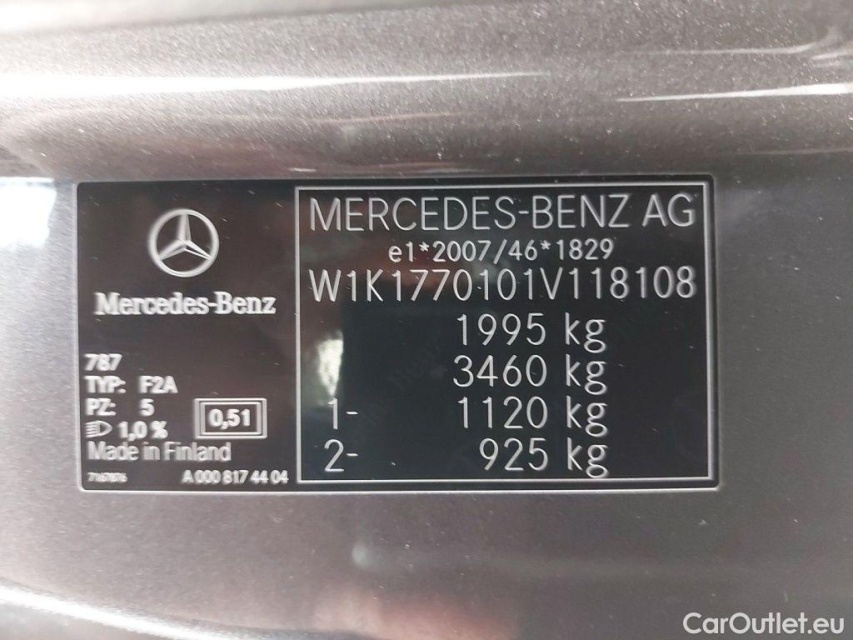 Mercedes-Benz
787
TYP: F2A
PZ: 5
1,0 %
0,51
Made in Finland
A 000 817 44 04
MERCEDES-BENZ AG
e1*2007/46*1829
W1K1770101V118108
1995 kg
3460 kg
1- 1120 kg
2- 925 kg
CarOutlet.eu